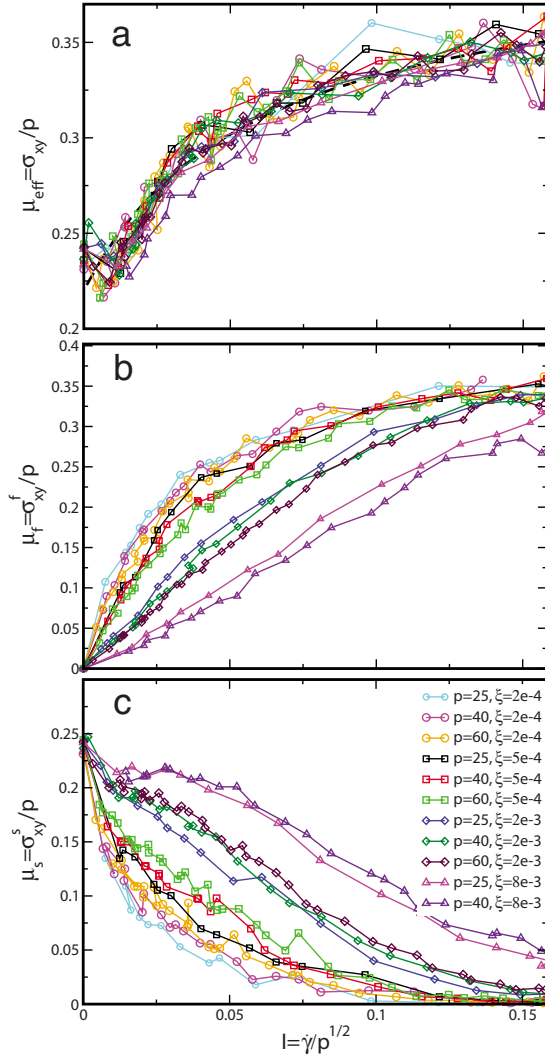 a
0.35
0.3
0.25
0.2
μeff=σxy/p
b
0.4
0.35
0.3
0.25
0.2
0.15
0.1
0.05
0
μf=σ^f_xy/p
c
0.25
0.2
0.15
0.1
0.05
0
μs=σ^s_xy/p
p=25, ξ=2e-4
p=40, ξ=2e-4
p=60, ξ=2e-4
p=25, ξ=5e-4
p=40, ξ=5e-4
p=60, ξ=5e-4
p=25, ξ=2e-3
p=40, ξ=2e-3
p=60, ξ=2e-3
p=25, ξ=8e-3
p=40, ξ=8e-3
0.00 0.05 0.1 0.15
I=γ̇/p^1/2